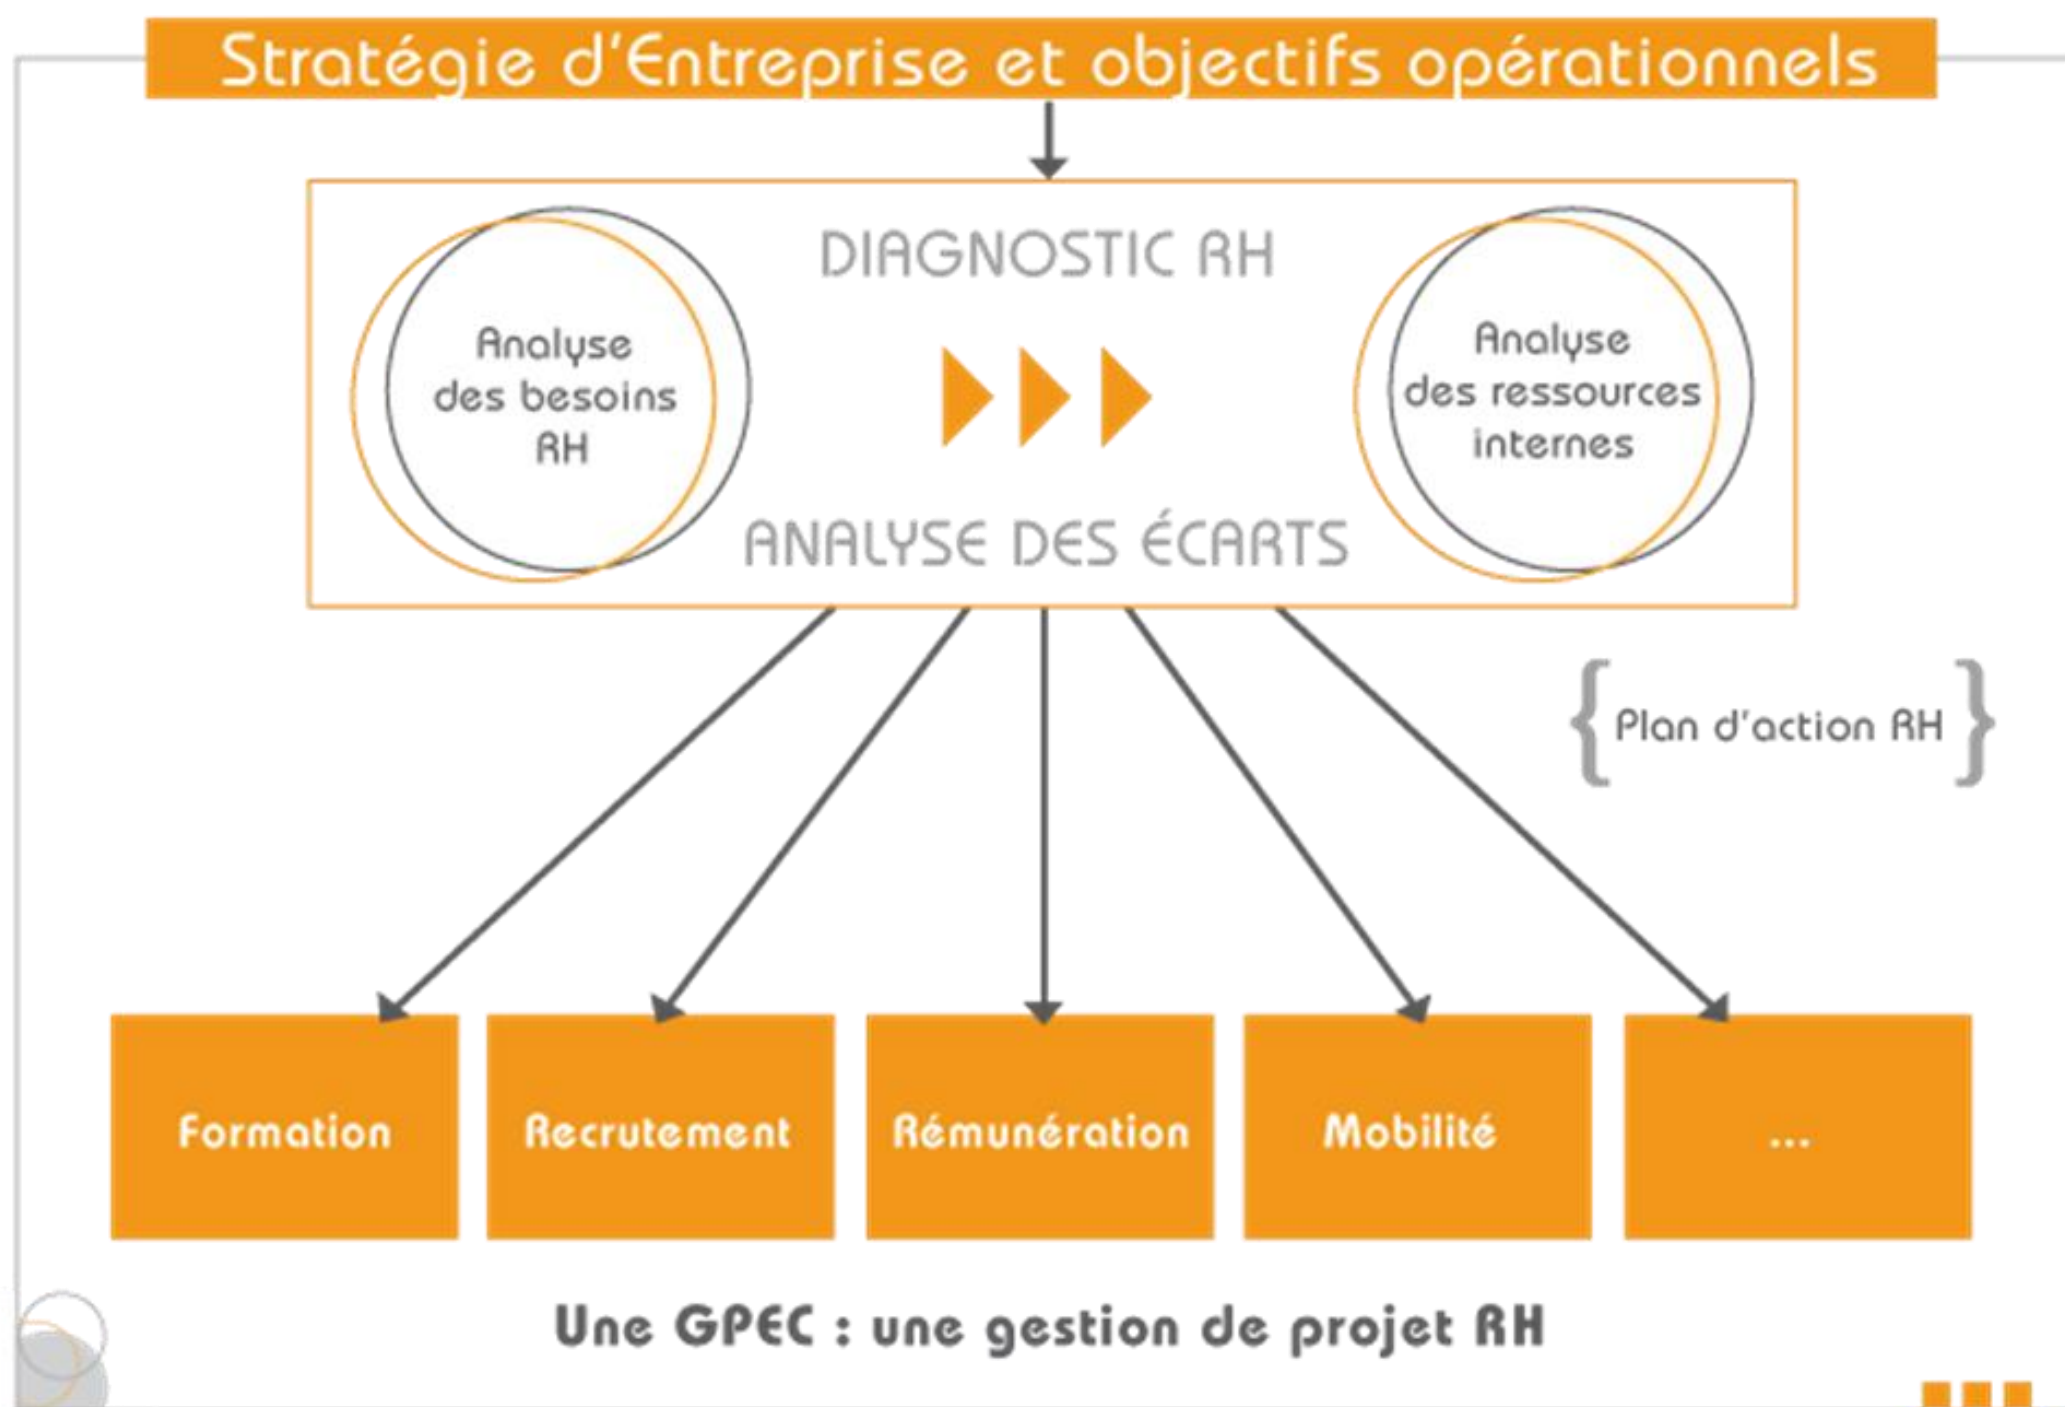 Stratégie d'Entreprise et objectifs opérationnels
DIAGNOSTIC RH
Analyse
des besoins
RH
Analyse
des ressources
internes
ANALYSE DES ÉCARTS
Plan d'action RH
Formation
Recrutement
Rémunération
Mobilité
...
Une GPEC : une gestion de projet RH